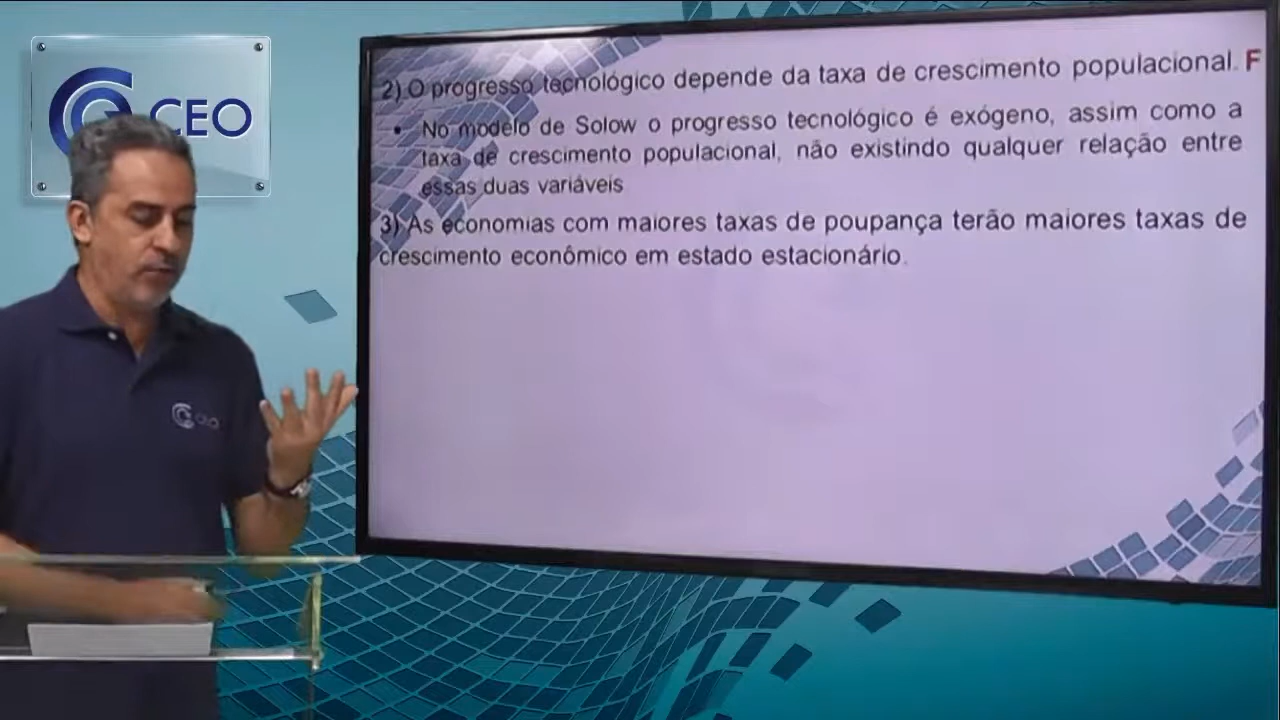 CEO
2) O progresso tecnológico depende da taxa de crescimento populacional. F
• No modelo de Solow o progresso tecnológico é exógeno, assim como a
taxa de crescimento populacional, não existindo qualquer relação entre
essas duas variáveis
3) As economias com maiores taxas de poupança terão maiores taxas de
crescimento econômico em estado estacionário.
CEO